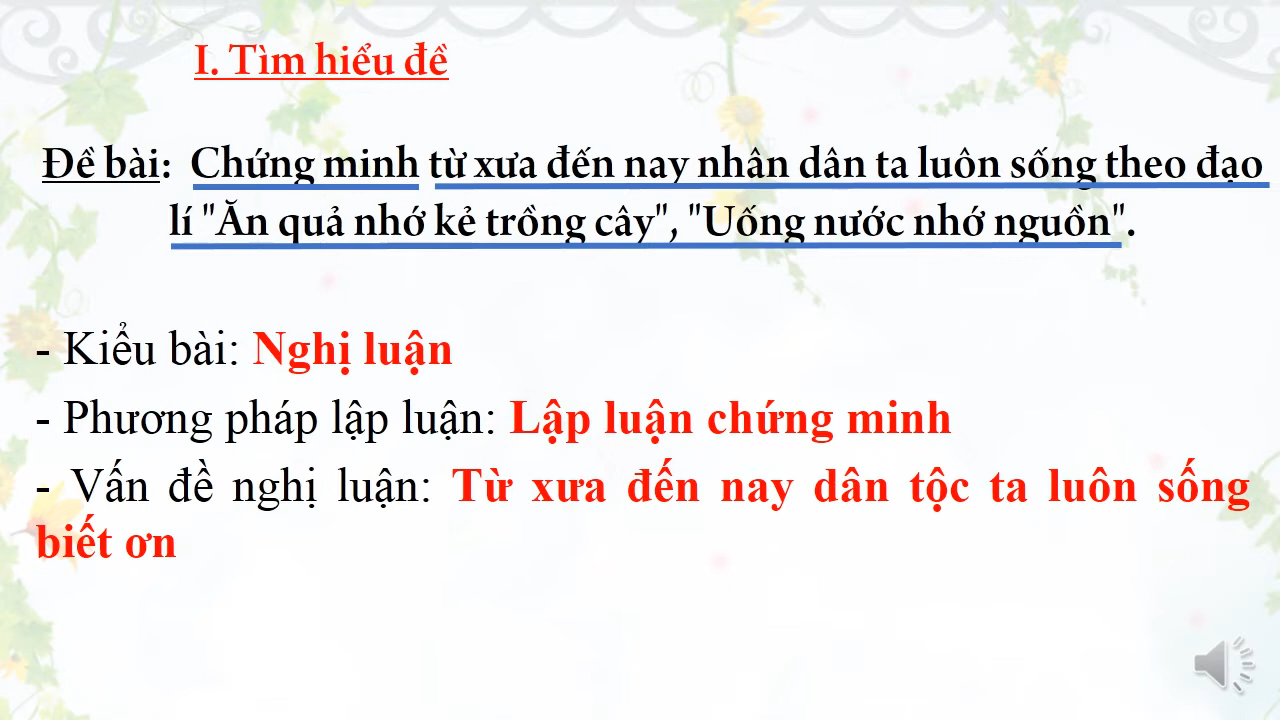 I. Tìm hiểu đề
Đề bài: Chứng minh từ xưa đến nay nhân dân ta luôn sống theo đạo
lí "Ăn quả nhớ kẻ trồng cây", "Uống nước nhớ nguồn".
- Kiểu bài: Nghị luận
- Phương pháp lập luận: Lập luận chứng minh
- Vấn đề nghị luận: Từ xưa đến nay dân tộc ta luôn sống
biết ơn